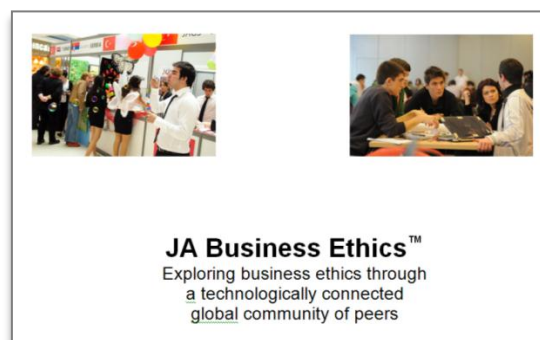 JA Business Ethics™
Exploring business ethics through
a technologically connected
global community of peers